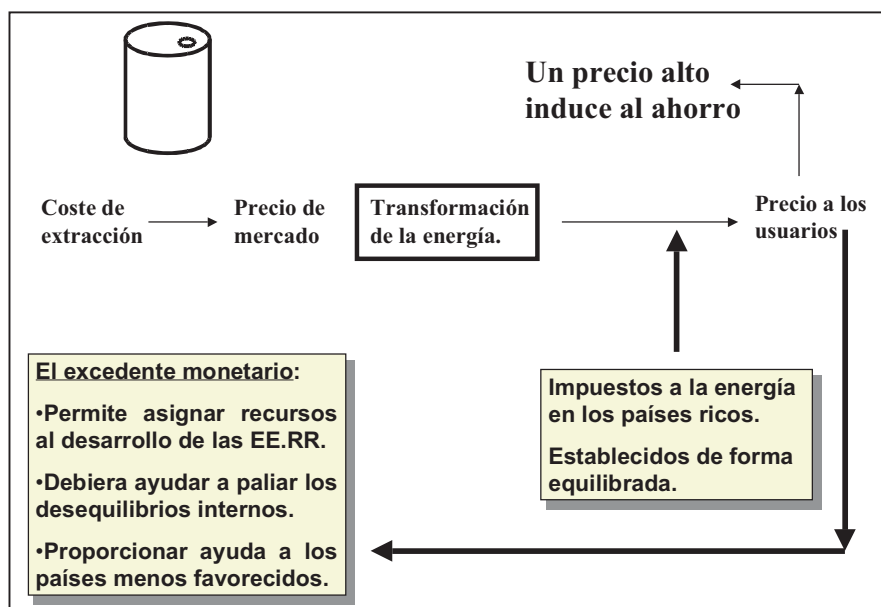 Un precio alto
induce al ahorro
Coste de
extracción
Precio de
mercado
Transformación
de la energía.
Precio a los
usuarios
El excedente monetario:
•Permite asignar recursos
al desarrollo de las EE.RR.
•Debiera ayudar a paliar los
desequilibrios internos.
•Proporcionar ayuda a los
países menos favorecidos.
Impuestos a la energía
en los países ricos.
Establecidos de forma
equilibrada.